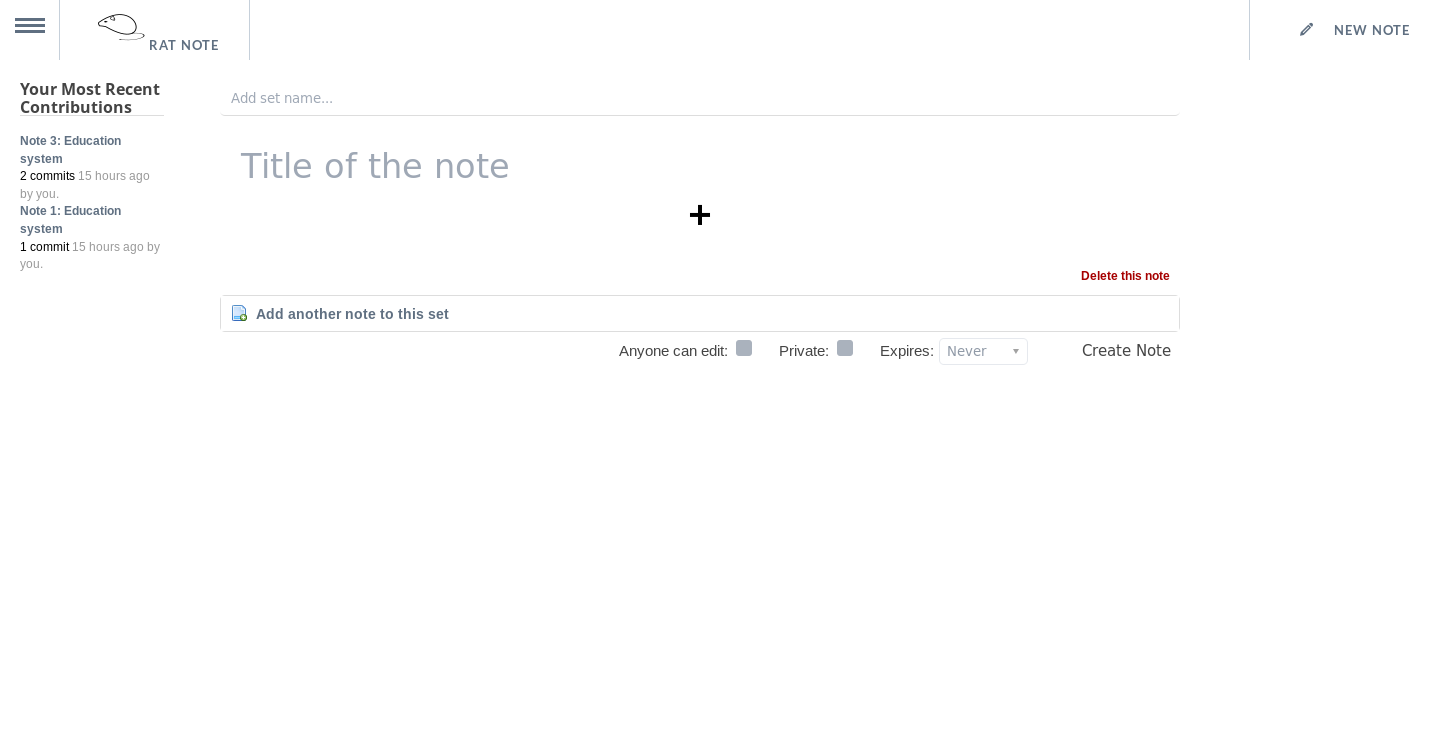 RAT NOTE
NEW NOTE
Your Most Recent
Contributions
Note 3: Education
system
2 commits 15 hours ago
by you.
Note 1: Education
system
1 commit 15 hours ago by
you.
Add set name...
Title of the note
Delete this note
Add another note to this set
Anyone can edit: Private: Expires: Never Create Note